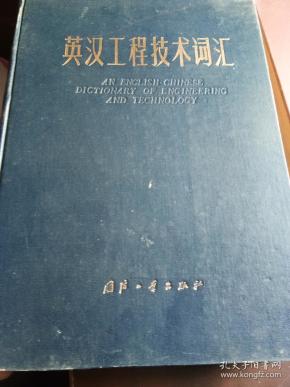 英汉工程技术词汇
AN ENGLISH-CHINESE
DICTIONARY OF ENGINEERING
AND TECHNOLOGY
国防工业出版社
孔夫子旧书网